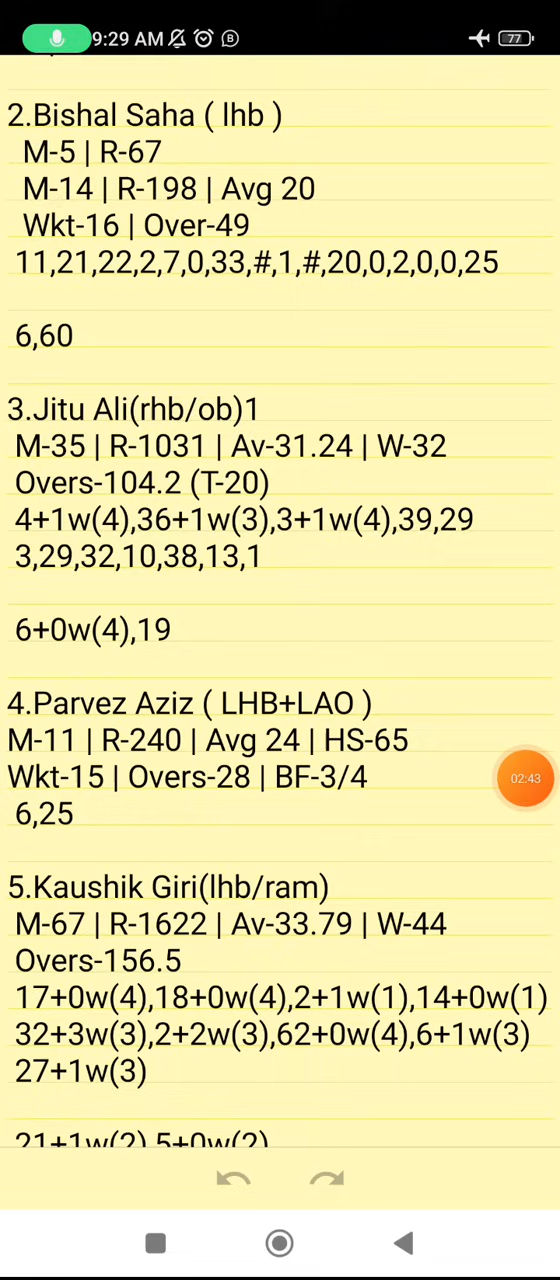 9:29 AM
77
2.Bishal Saha ( lhb )
M-5 | R-67
M-14 | R-198 | Avg 20
Wkt-16 | Over-49
11,21,22,2,7,0,33,#,1,#,20,0,2,0,0,25
6,60
3.Jitu Ali(rhb/ob)1
M-35 | R-1031 | Av-31.24 | W-32
Overs-104.2 (T-20)
4+1w(4),36+1w(3),3+1w(4),39,29
3,29,32,10,38,13,1
6+0w(4),19
4.Parvez Aziz ( LHB+LAO )
M-11 | R-240 | Avg 24 | HS-65
Wkt-15 | Overs-28 | BF-3/4
02:43
6,25
5.Kaushik Giri(lhb/ram)
M-67 | R-1622 | Av-33.79 | W-44
Overs-156.5
17+0w(4),18+0w(4),2+1w(1),14+0w(1)
32+3w(3),2+2w(3),62+0w(4),6+1w(3)
27+1w(3)
21+1w(2),5+0w(2)